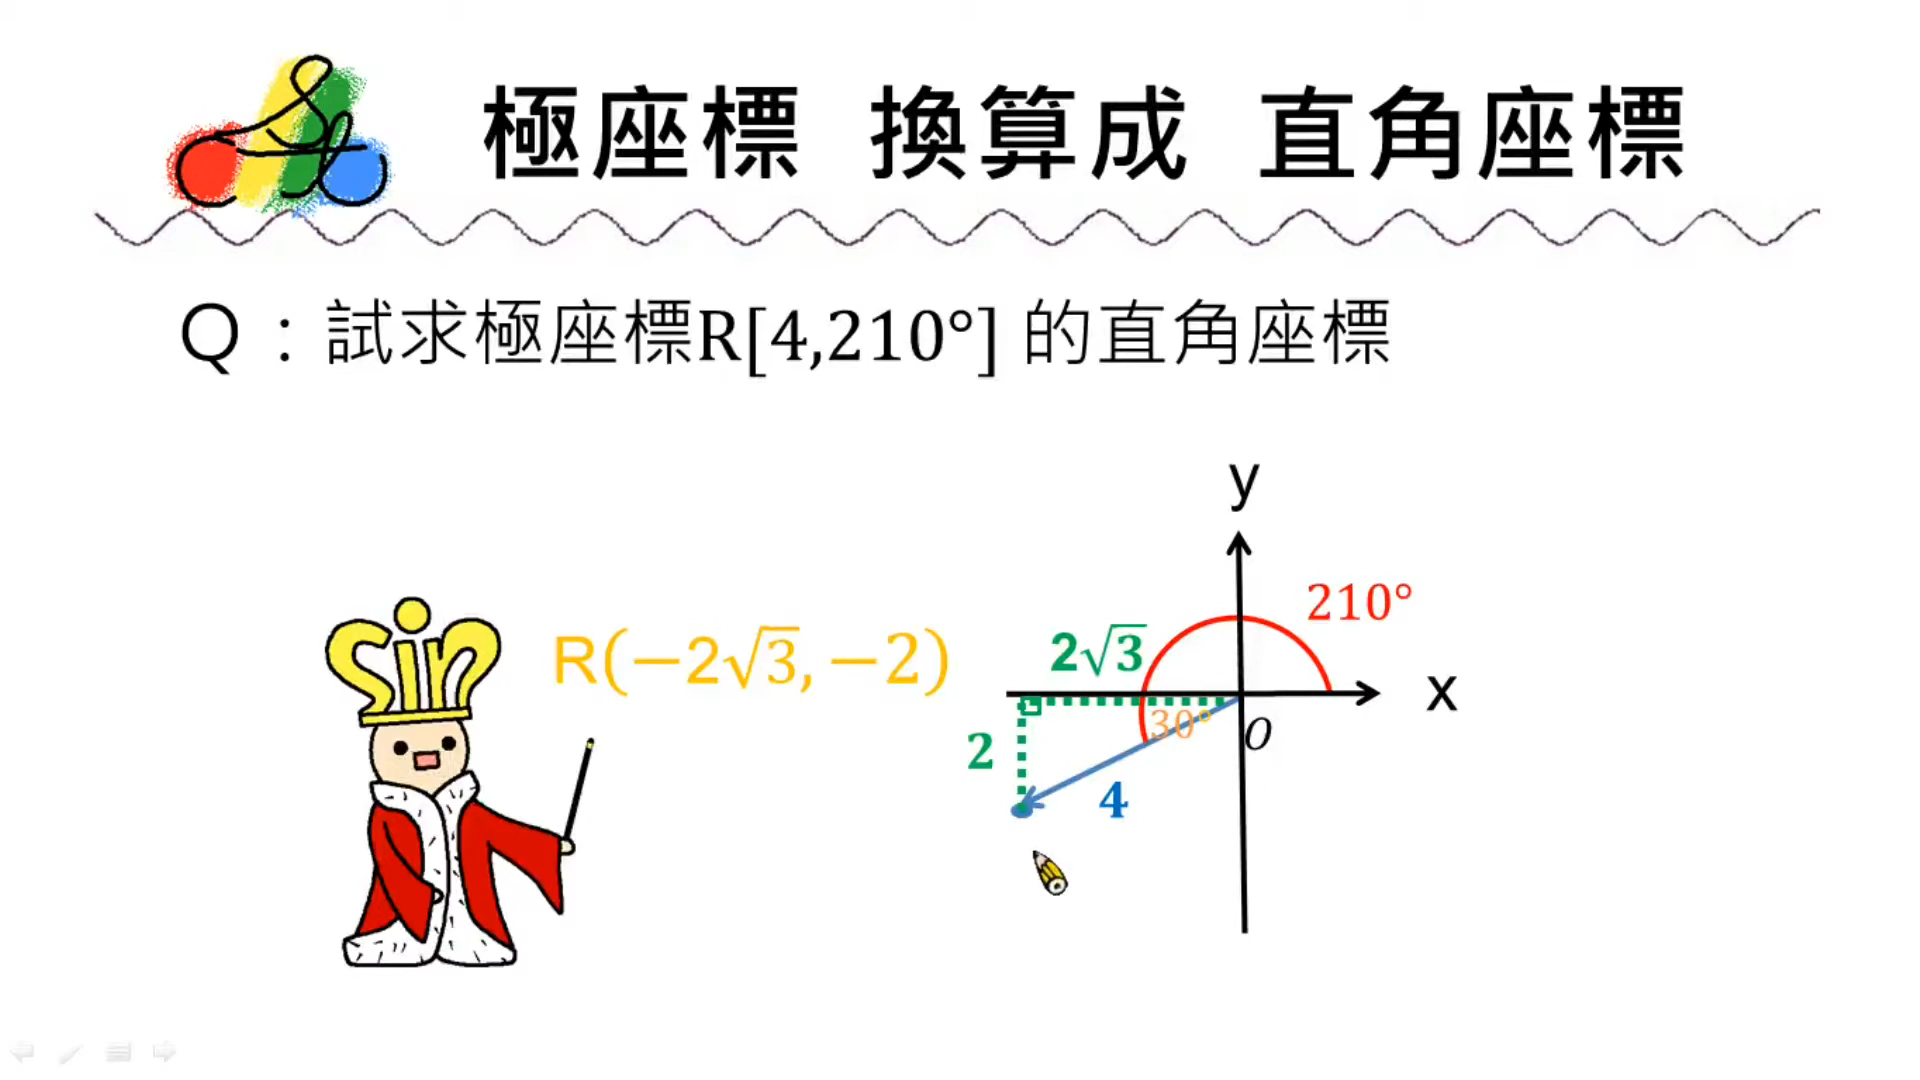 極座標 換算成 直角座標
Q：試求極座標R[4,210°] 的直角座標
y
210°
2√3
sin
R(−2√3, −2)
x
30°
O
2
4